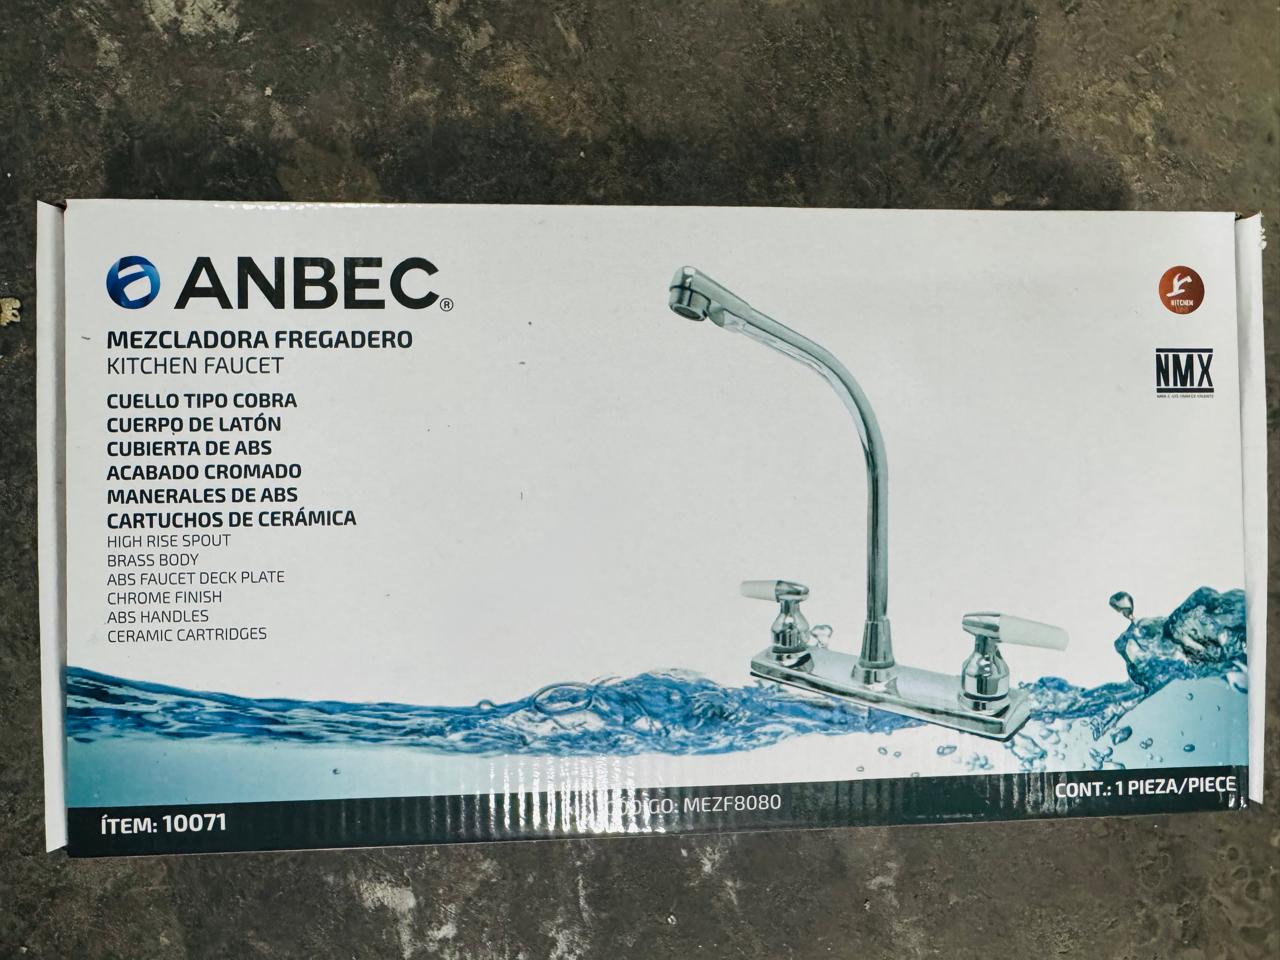 ANBEC®
MEZCLADORA FREGADERO
KITCHEN FAUCET
CUELLO TIPO COBRA
CUERPO DE LATÓN
CUBIERTA DE ABS
ACABADO CROMADO
MANERALES DE ABS
CARTUCHOS DE CERÁMICA
HIGH RISE SPOUT
BRASS BODY
ABS FAUCET DECK PLATE
CHROME FINISH
ABS HANDLES
CERAMIC CARTRIDGES
KITCHEN
NMX
ÍTEM: 10071
CÓDIGO: MEZF8080
CONT.: 1 PIEZA/PIECE